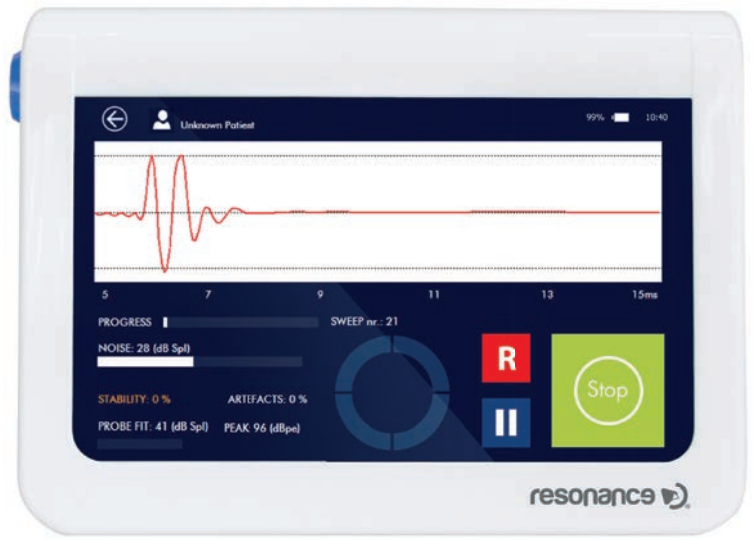 Unknown Patient
99% 10:40
5 7 9 11 13 15ms
PROGRESS SWEEP nr.: 21
NOISE: 28 (dB Spl)
R
Stop
STABILITY: 0 % ARTEFACTS: 0 %
PROBE FIT: 41 (dB Spl) PEAK 96 (dBpe)
resonance